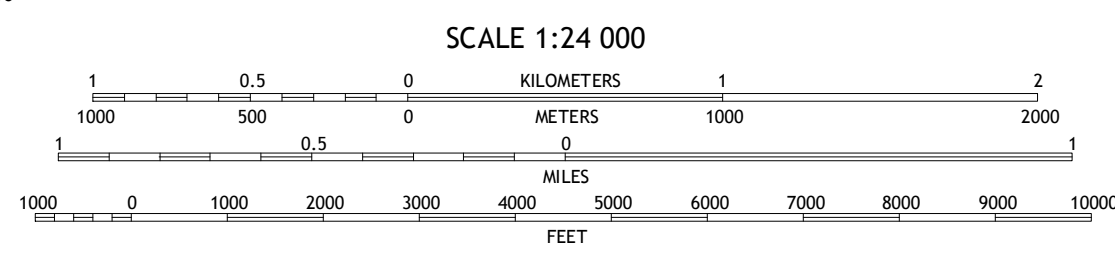 SCALE 1:24 000
1 0.5 0 KILOMETERS 1 2
1000 500 0 METERS 1000 2000
1 0.5 0 1
MILES
1000 0 1000 2000 3000 4000 5000 6000 7000 8000 9000 10000
FEET